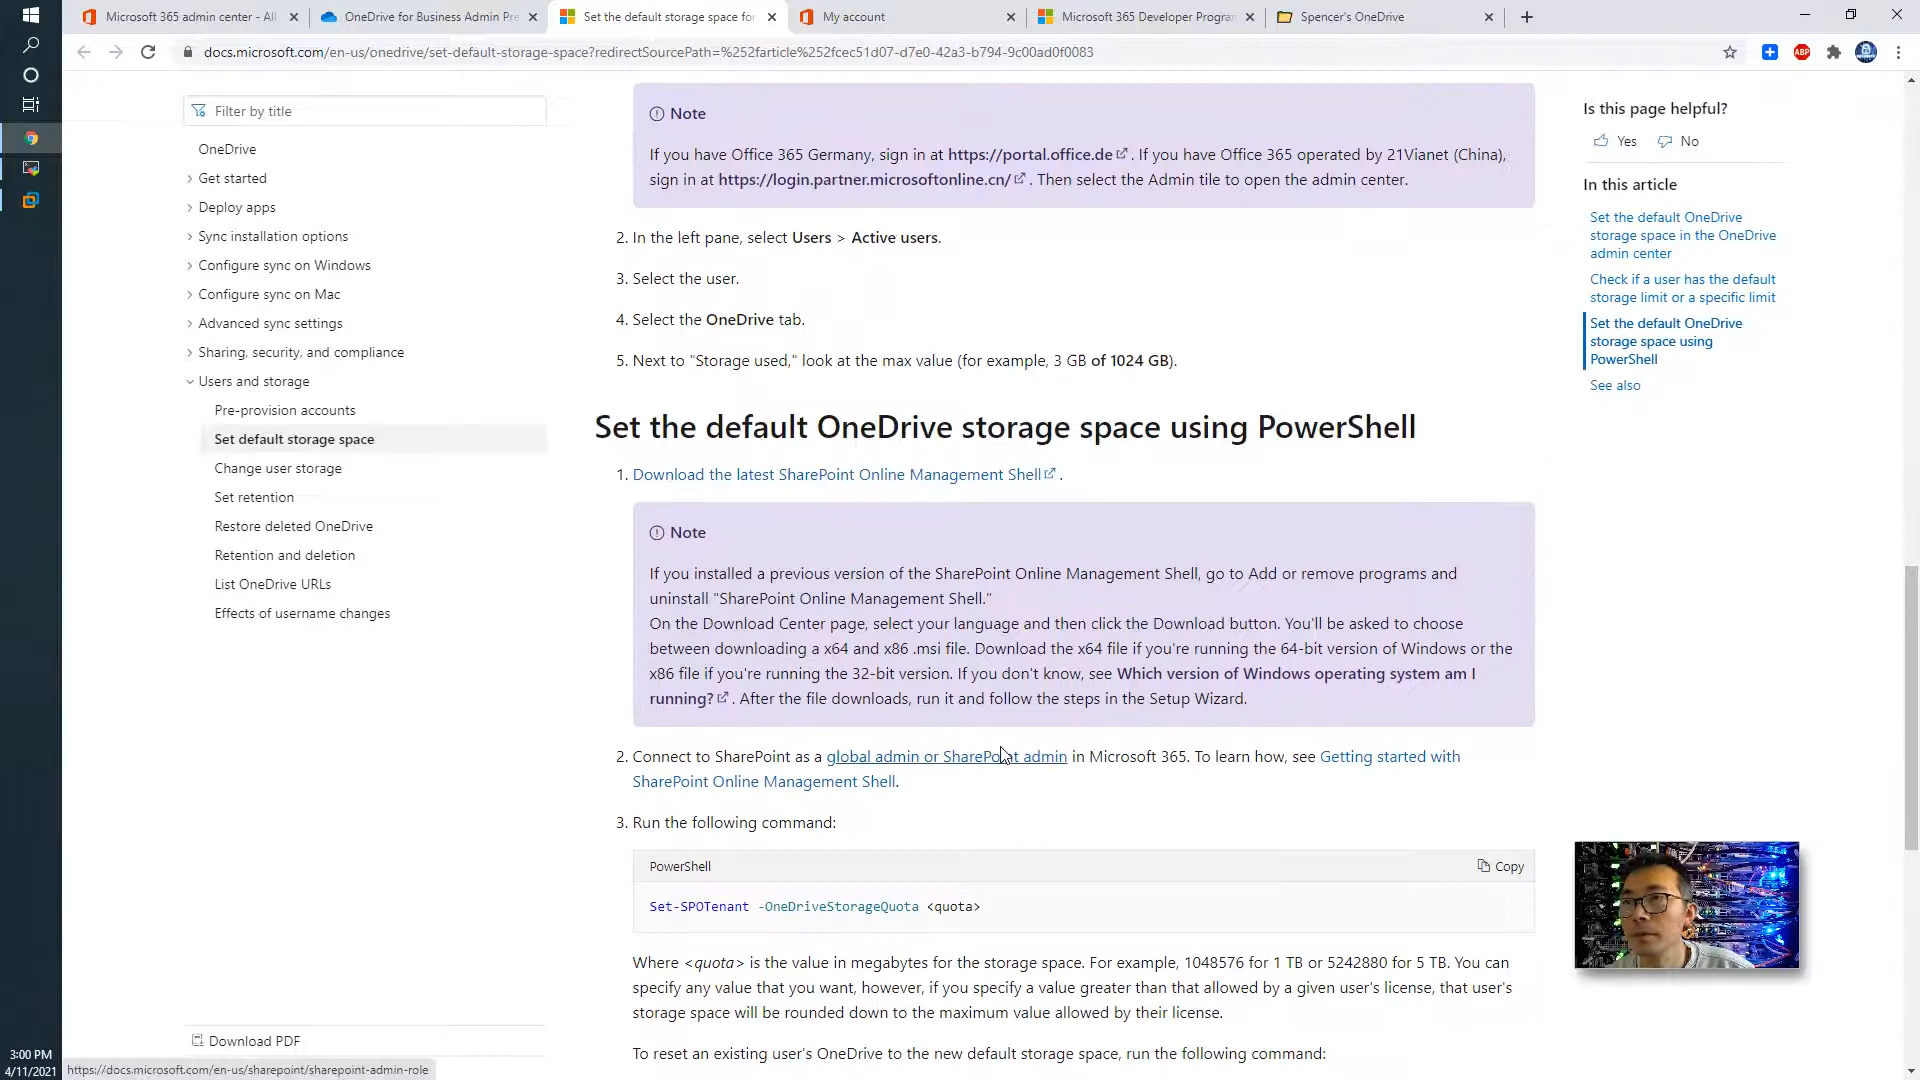 Microsoft 365 admin center - All
OneDrive for Business Admin Pre
Set the default storage space for
My account
Microsoft 365 Developer Program
Spencer's OneDrive
docs.microsoft.com/en-us/onedrive/set-default-storage-space?redirectSourcePath=%252farticle%252fcec51d07-d7e0-42a3-b794-9c00ad0f0083
ABP
Filter by title
OneDrive
Get started
Deploy apps
Sync installation options
Configure sync on Windows
Configure sync on Mac
Advanced sync settings
Sharing, security, and compliance
Users and storage
Pre-provision accounts
Set default storage space
Change user storage
Set retention
Restore deleted OneDrive
Retention and deletion
List OneDrive URLs
Effects of username changes
Download PDF
Note
If you have Office 365 Germany, sign in at https://portal.office.de . If you have Office 365 operated by 21Vianet (China),
sign in at https://login.partner.microsoftonline.cn/ . Then select the Admin tile to open the admin center.
2. In the left pane, select Users > Active users.
3. Select the user.
4. Select the OneDrive tab.
5. Next to "Storage used," look at the max value (for example, 3 GB of 1024 GB).
Set the default OneDrive storage space using PowerShell
1. Download the latest SharePoint Online Management Shell .
Note
If you installed a previous version of the SharePoint Online Management Shell, go to Add or remove programs and
uninstall "SharePoint Online Management Shell."
On the Download Center page, select your language and then click the Download button. You'll be asked to choose
between downloading a x64 and x86 .msi file. Download the x64 file if you're running the 64-bit version of Windows or the
x86 file if you're running the 32-bit version. If you don't know, see Which version of Windows operating system am I
running? . After the file downloads, run it and follow the steps in the Setup Wizard.
2. Connect to SharePoint as a global admin or SharePoint admin in Microsoft 365. To learn how, see Getting started with
SharePoint Online Management Shell.
3. Run the following command:
PowerShell
Copy
Set-SPOTenant -OneDriveStorageQuota <quota>
Where <quota> is the value in megabytes for the storage space. For example, 1048576 for 1 TB or 5242880 for 5 TB. You can
specify any value that you want, however, if you specify a value greater than that allowed by a given user's license, that user's
storage space will be rounded down to the maximum value allowed by their license.
To reset an existing user's OneDrive to the new default storage space, run the following command:
Is this page helpful?
Yes
No
In this article
Set the default OneDrive
storage space in the OneDrive
admin center
Check if a user has the default
storage limit or a specific limit
Set the default OneDrive
storage space using
PowerShell
See also
3:00 PM
4/11/2021
https://docs.microsoft.com/en-us/sharepoint/sharepoint-admin-role